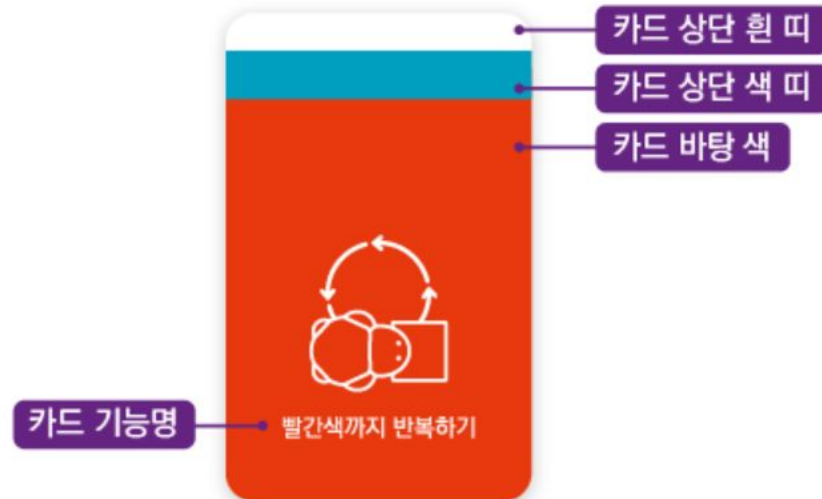 카드 상단 흰 띠
카드 상단 색 띠
카드 바탕 색
카드 기능명
빨간색까지 반복하기